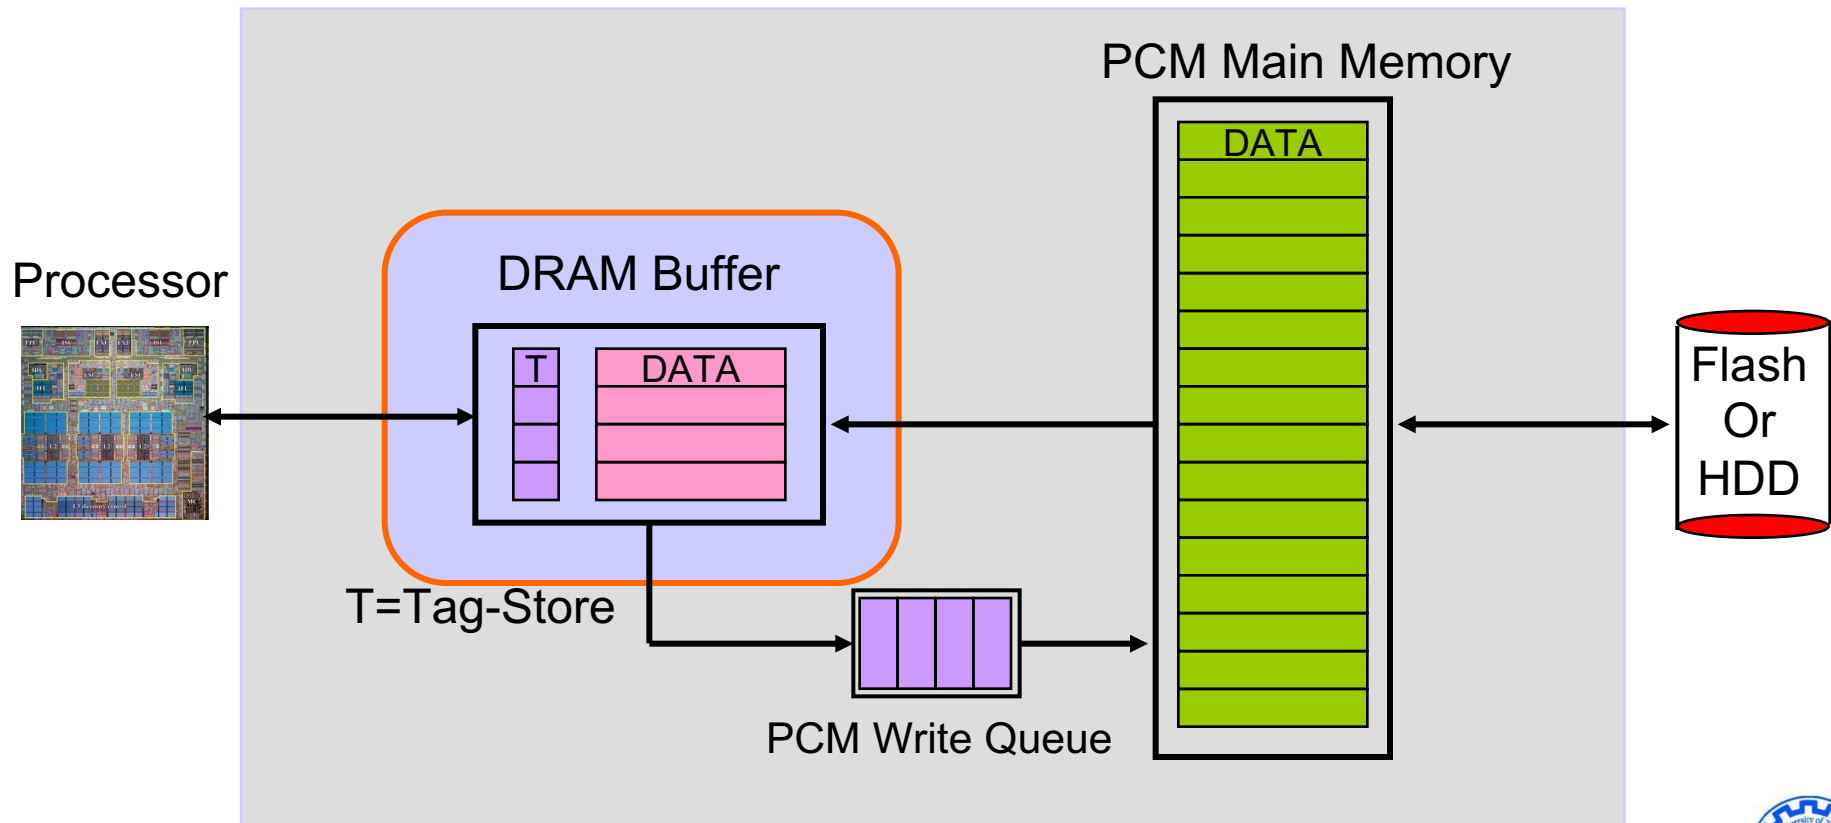 PCM Main Memory
DATA
DRAM Buffer
Processor
T
DATA
Flash
Or
HDD
T=Tag-Store
PCM Write Queue